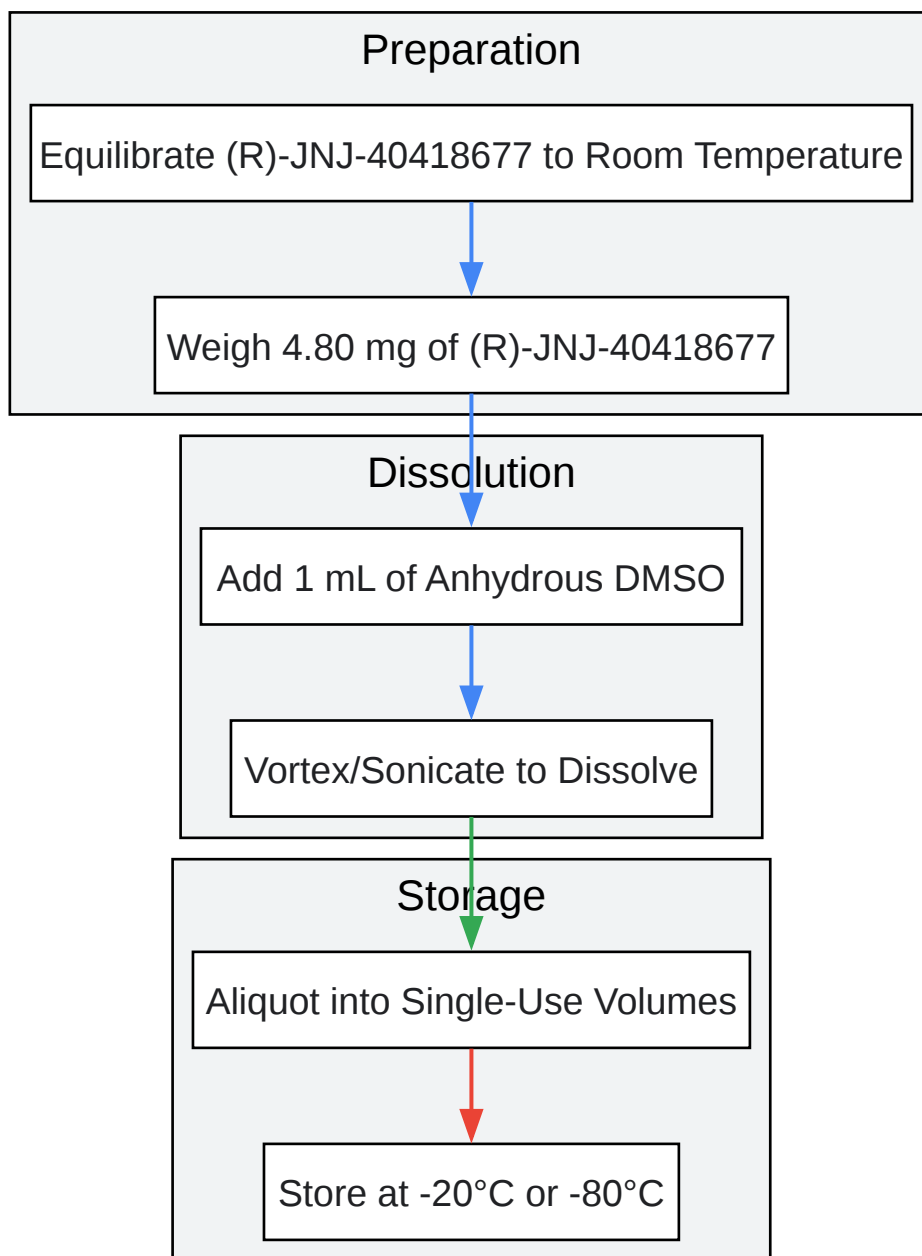 Preparation
Equilibrate (R)-JNJ-40418677 to Room Temperature
Weigh 4.80 mg of (R)-JNJ-40418677
Dissolution
Add 1 mL of Anhydrous DMSO
Vortex/Sonicate to Dissolve
Storage
Aliquot into Single-Use Volumes
Store at -20°C or -80°C